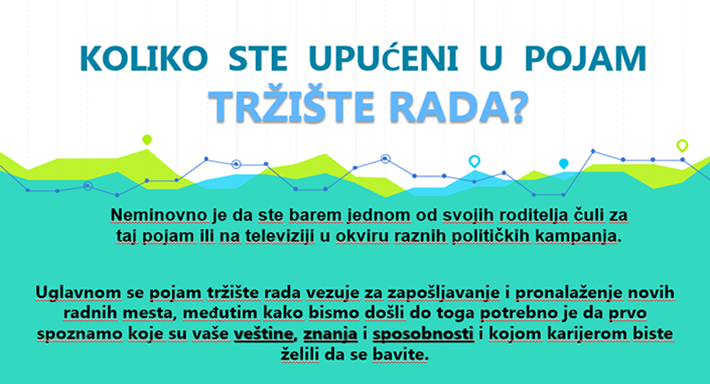 KOLIKO STE UPUĆENI U POJAM
TRŽIŠTE RADA?
Neminovno je da ste barem jednom od svojih roditelja čuli za
taj pojam ili na televiziji u okviru raznih političkih kampanja.
Uglavnom se pojam tržište rada vezuje za zapošljavanje i pronalaženje novih
radnih mesta, međutim kako bismo došli do toga potrebno je da prvo
spoznamo koje su vaše veštine, znanja i sposobnosti i kojom karijerom biste
želili da se bavite.